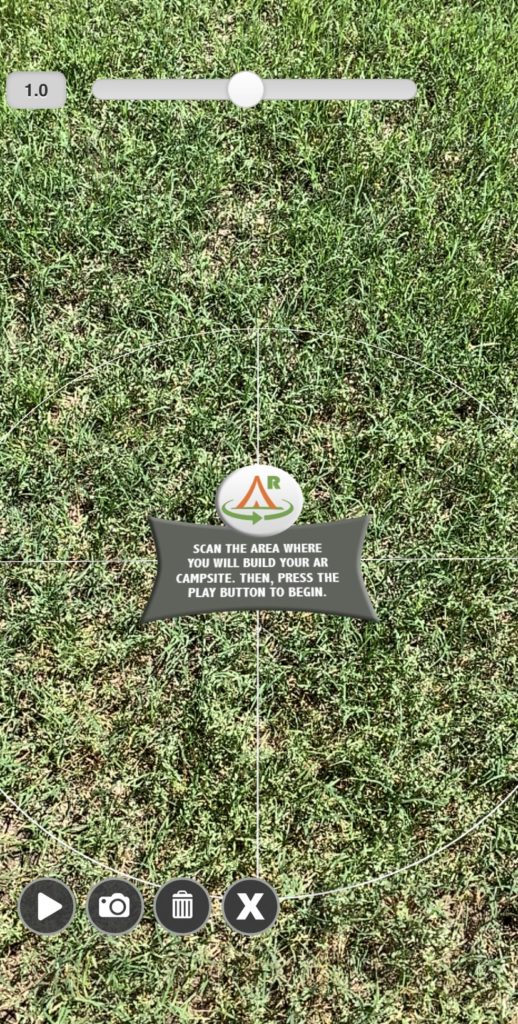 1.0
R
SCAN THE AREA WHERE
YOU WILL BUILD YOUR AR
CAMPSITE. THEN, PRESS THE
PLAY BUTTON TO BEGIN.
X